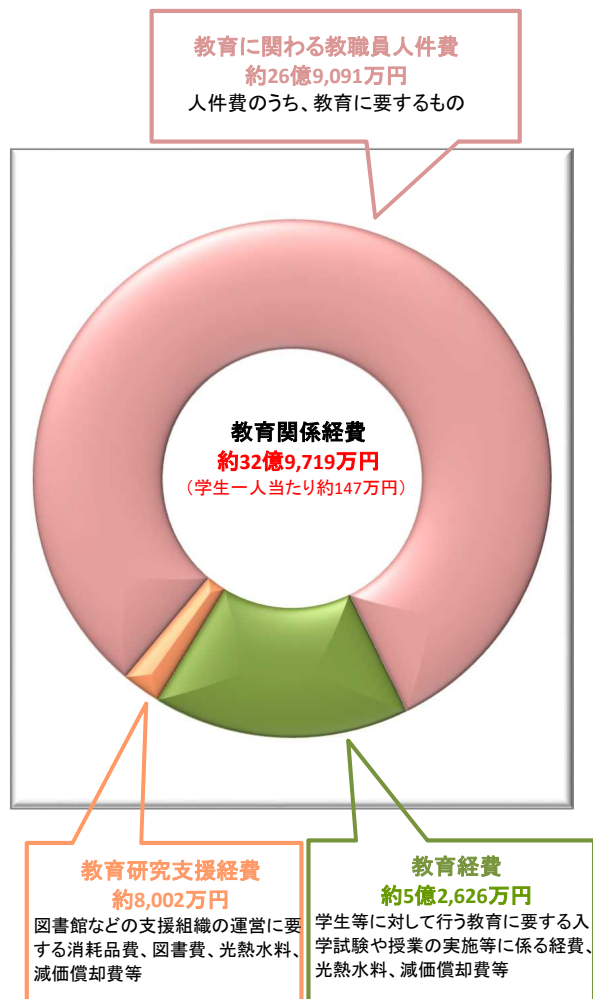 教育に関わる教職員人件費
約26億9,091万円
人件費のうち、教育に要するもの
教育関係経費
約32億9,719万円
（学生一人当たり約147万円）
教育研究支援経費
約8,002万円
図書館などの支援組織の運営に要
する消耗品費、図書費、光熱水料、
減価償却費等
教育経費
約5億2,626万円
学生等に対して行う教育に要する入
学試験や授業の実施等に係る経費、
光熱水料、減価償却費等